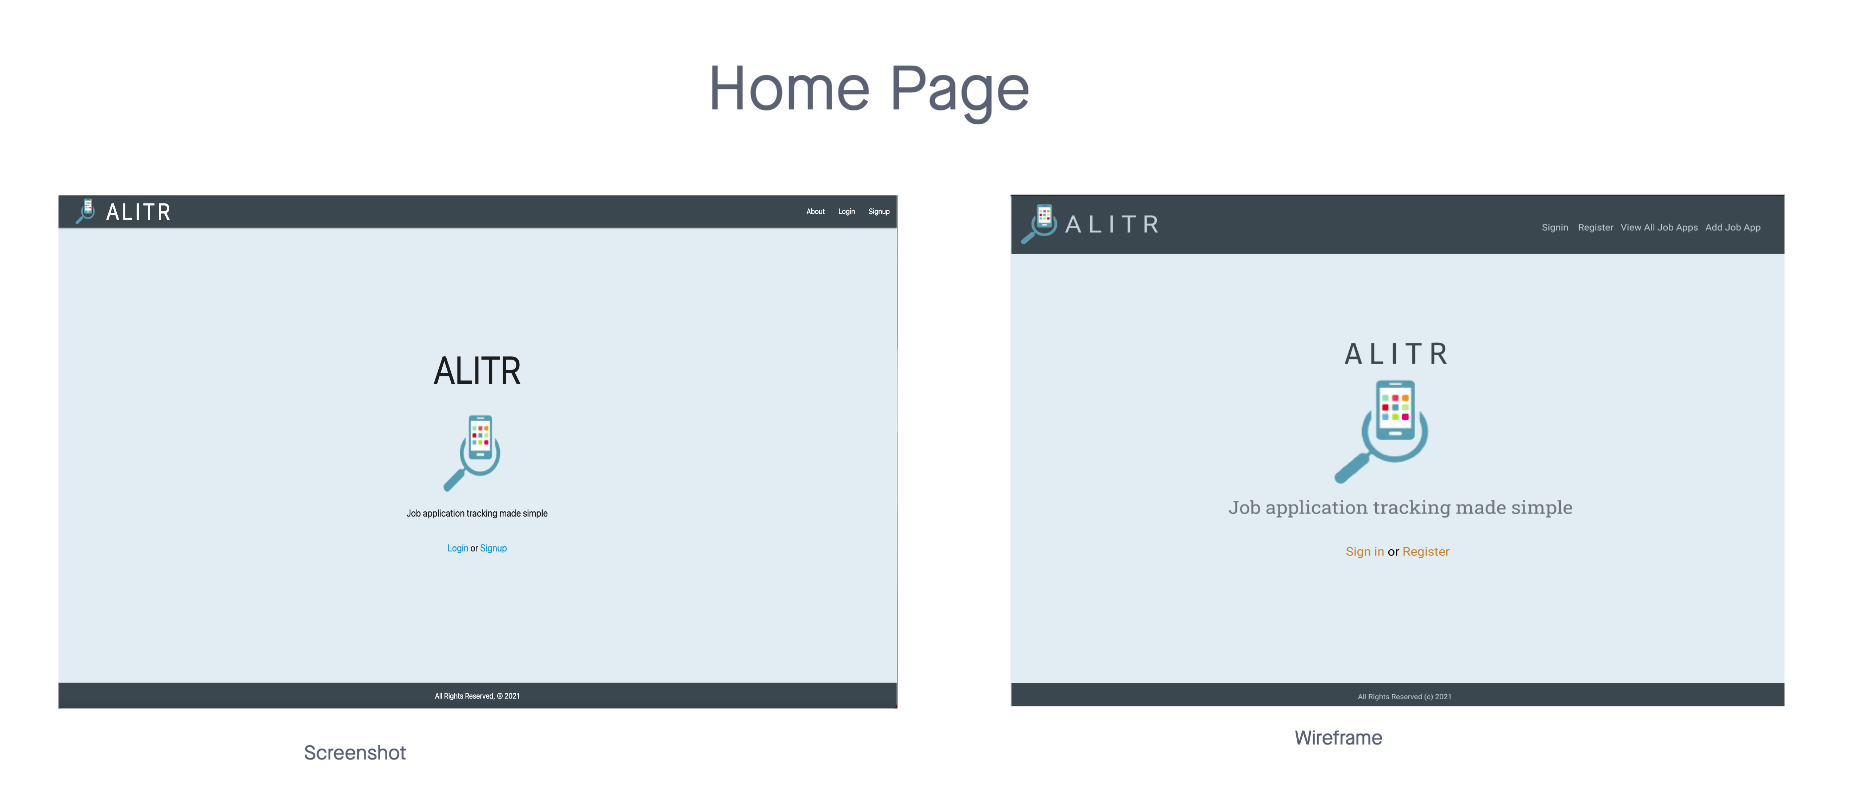 Home Page
ALITR
About Login Signup
ALITR
Job application tracking made simple
Login or Signup
All Rights Reserved, © 2021
Screenshot
A L I T R
Signin Register View All Job Apps Add Job App
A L I T R
Job application tracking made simple
Sign in or Register
All Rights Reserved (c) 2021
Wireframe